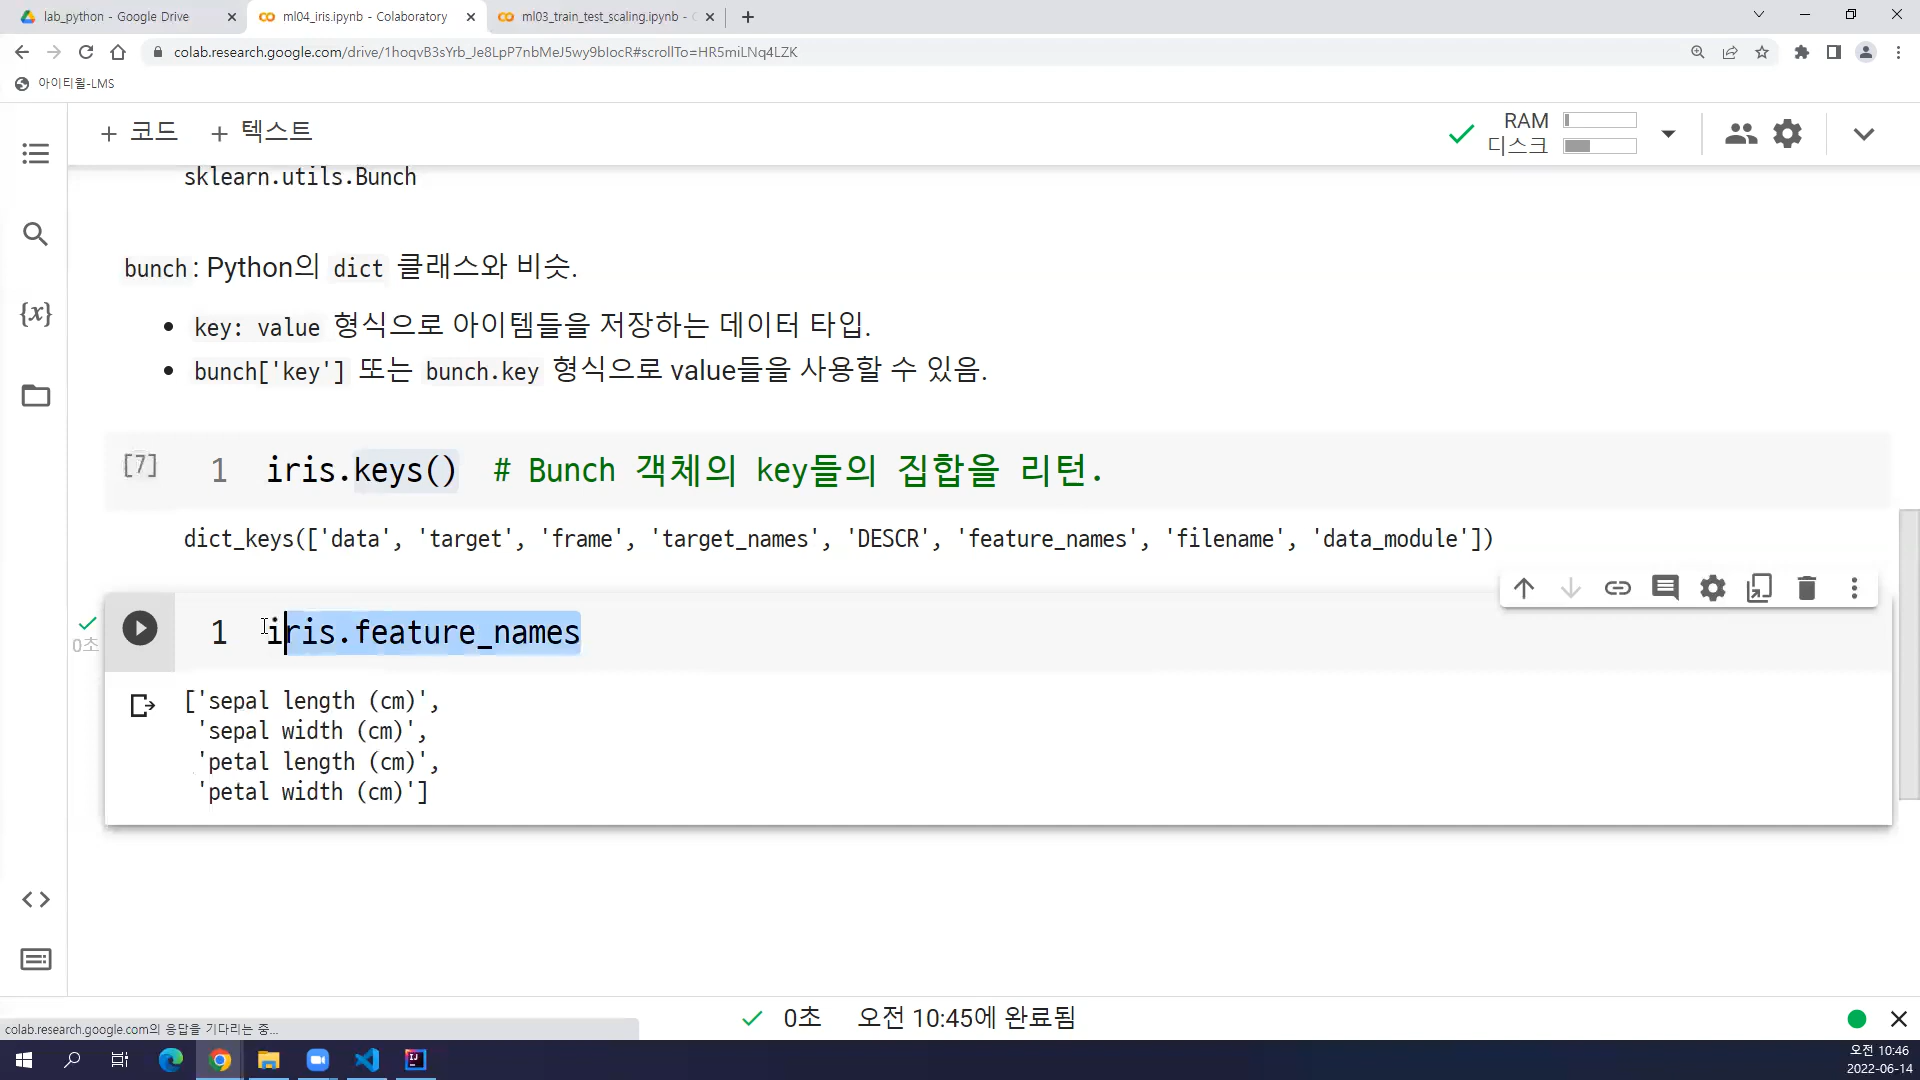 lab_python - Google Drive
ml04_iris.ipynb - Colaboratory
ml03_train_test_scaling.ipynb -
colab.research.google.com/drive/1hoqvB3sYrb_Je8LpP7nbMeJ5wy9bIocR#scrollTo=HR5miLNq4LZK
아이티윌-LMS
+ 코드 + 텍스트
RAM
디스크
sklearn.utils.Bunch
bunch: Python의 dict 클래스와 비슷.
• key: value 형식으로 아이템들을 저장하는 데이터 타입.
• bunch['key'] 또는 bunch.key 형식으로 value들을 사용할 수 있음.
[7] 1 iris.keys() # Bunch 객체의 key들의 집합을 리턴.
dict_keys(['data', 'target', 'frame', 'target_names', 'DESCR', 'feature_names', 'filename', 'data_module'])
0초
1 iris.feature_names
['sepal length (cm)',
'sepal width (cm)',
'petal length (cm)',
'petal width (cm)']
0초 오전 10:45에 완료됨
colab.research.google.com의 응답을 기다리는 중...
오전 10:46
2022-06-14